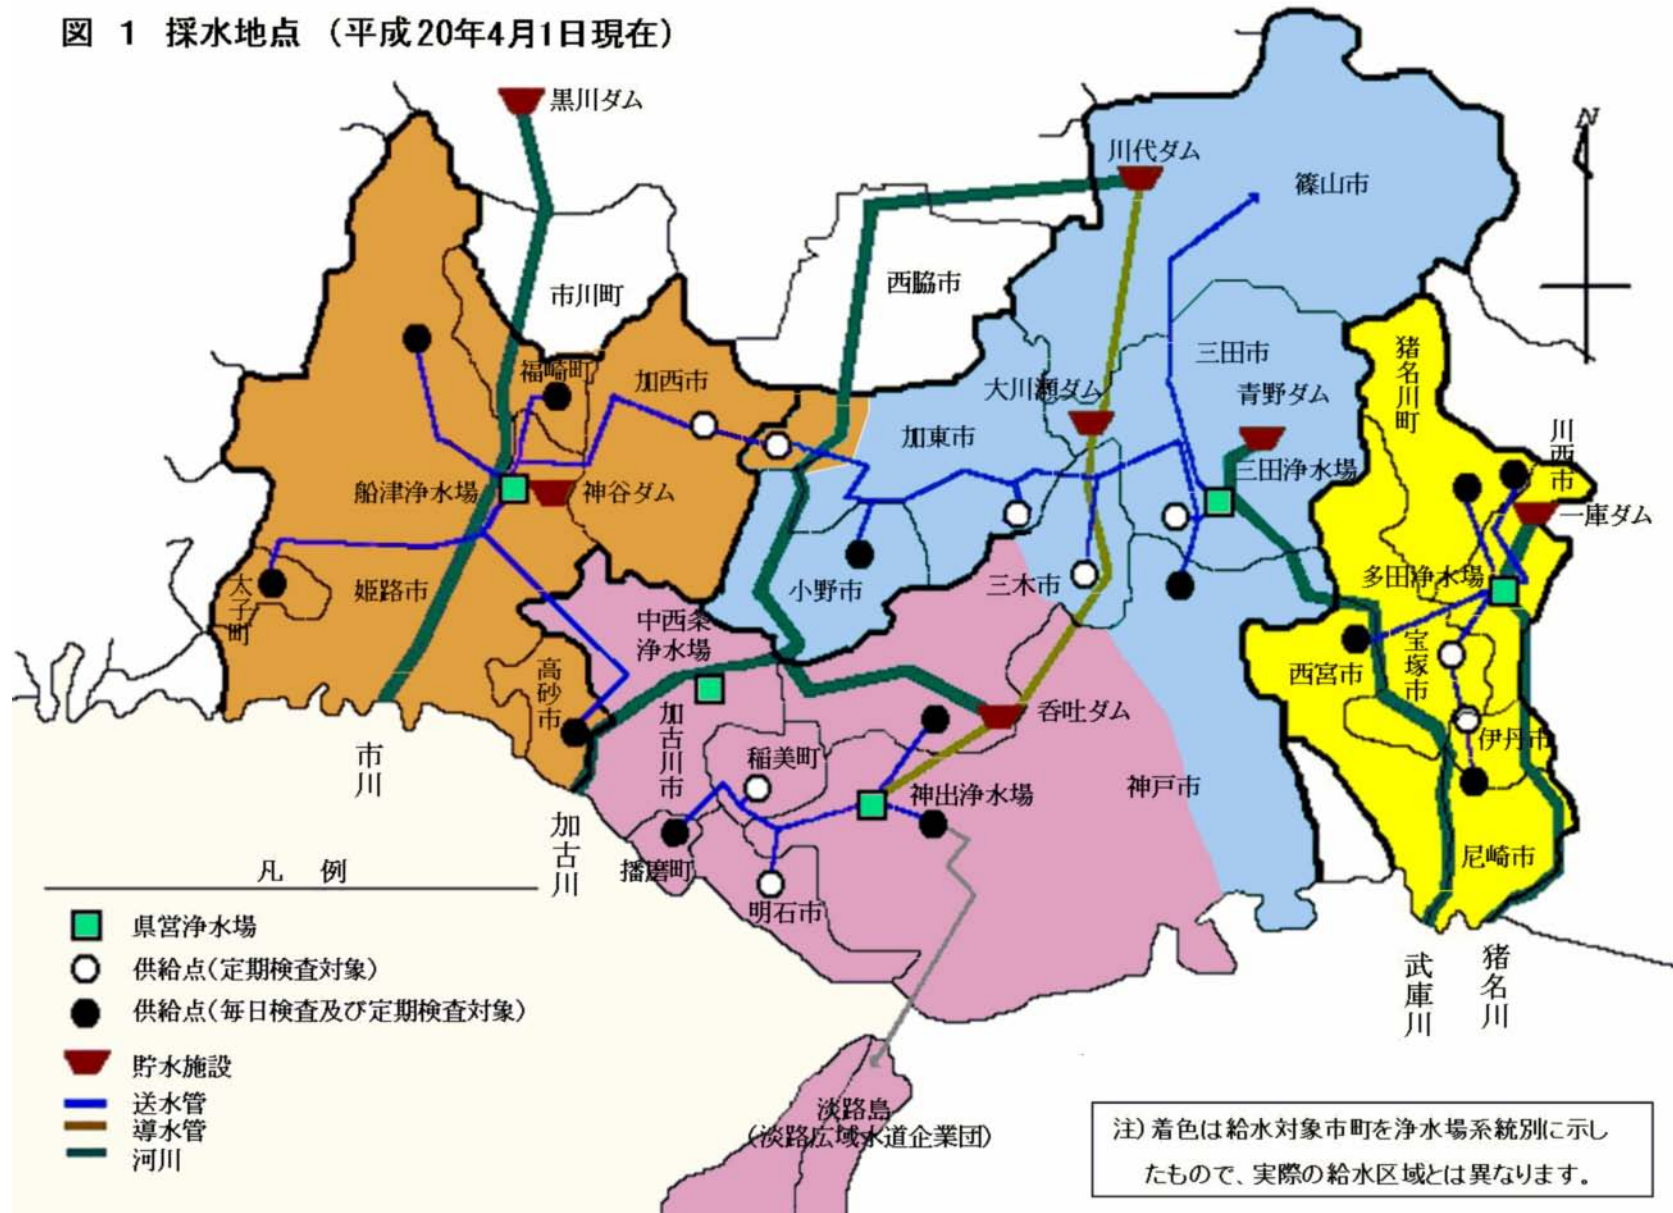 図 1 採水地点 (平成20年4月1日現在)
黒川ダム
川代ダム
N
篠山市
市川町
西脇市
三田市
猪名川町
福崎町
加西市
大川瀬ダム
青野ダム
加東市
川西市
三田浄水場
船津浄水場
神谷ダム
一庫ダム
太子町
姫路市
小野市
三木市
多田浄水場
中西条
浄水場
高砂市
宝塚市
西宮市
加古川市
呑吐ダム
伊丹市
市川
稲美町
神出浄水場
神戸市
加古川
播磨町
尼崎市
明石市
武庫川
猪名川
凡 例
県営浄水場
供給点(定期検査対象)
供給点(毎日検査及び定期検査対象)
貯水施設
送水管
導水管
河川
淡路島
(淡路広域水道企業団)
注) 着色は給水対象市町を浄水場系統別に示し
たもので、実際の給水区域とは異なります。